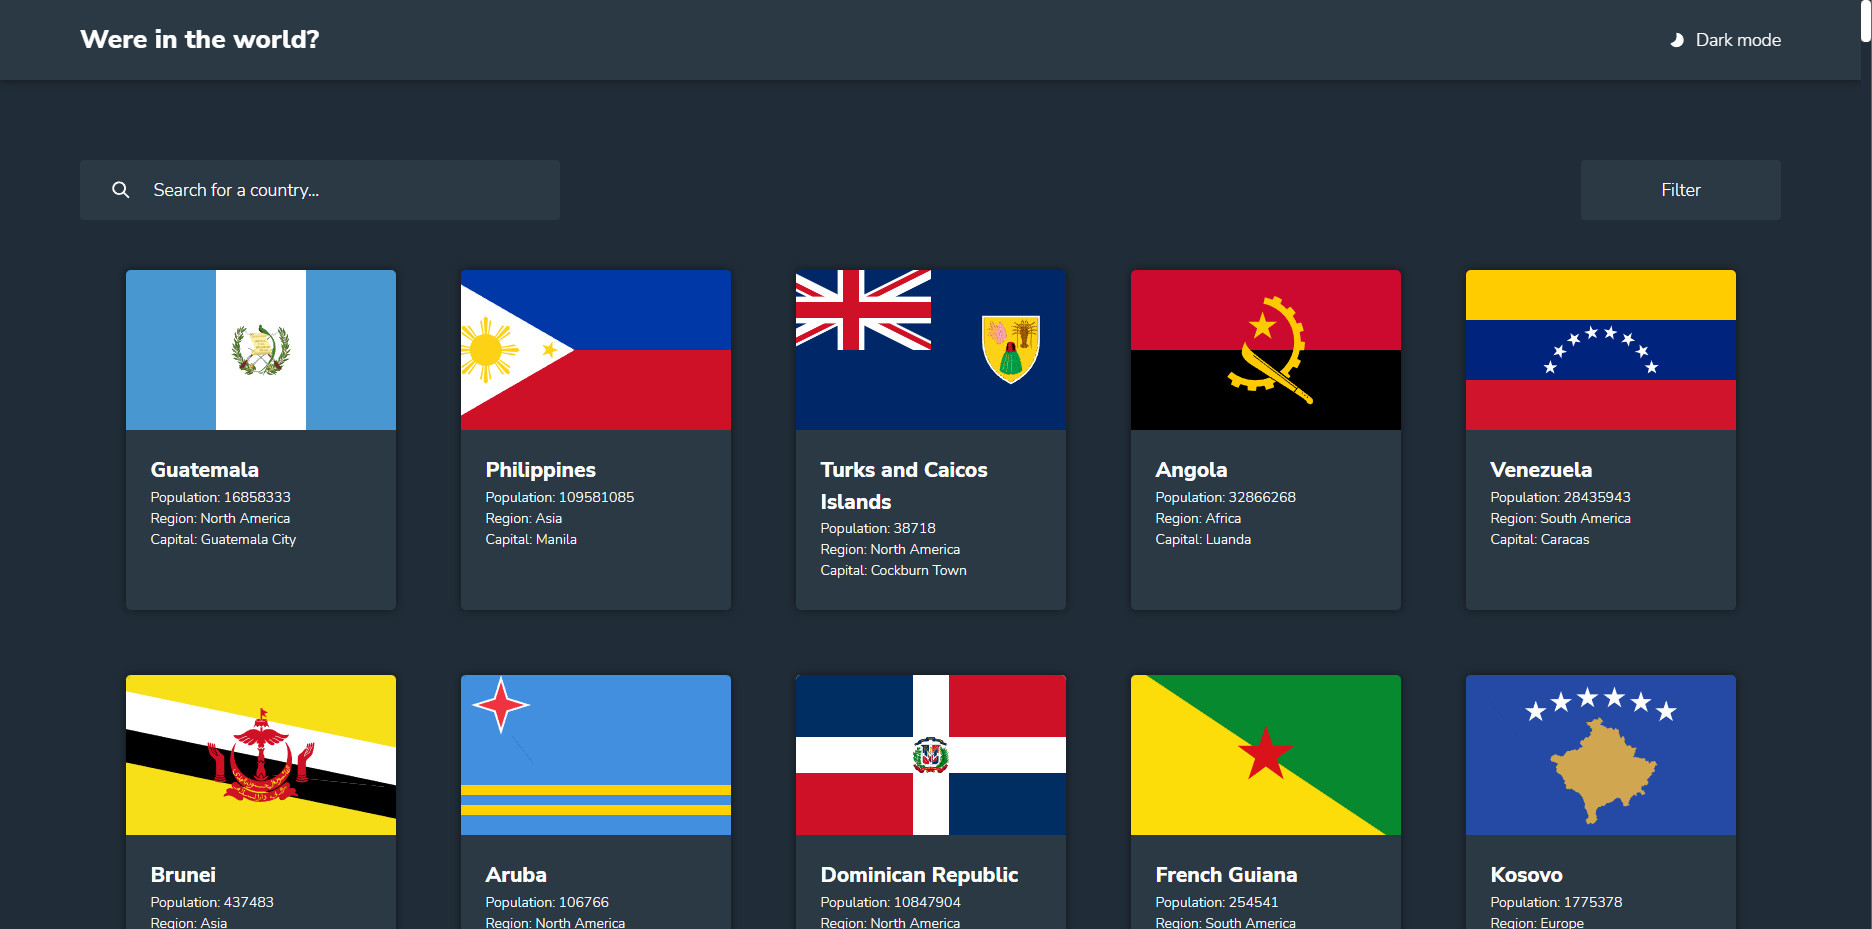 Were in the world?
Dark mode
Search for a country...
Filter
Guatemala
Population: 16858333
Region: North America
Capital: Guatemala City
Philippines
Population: 109581085
Region: Asia
Capital: Manila
Turks and Caicos
Islands
Population: 38718
Region: North America
Capital: Cockburn Town
Angola
Population: 32866268
Region: Africa
Capital: Luanda
Venezuela
Population: 28435943
Region: South America
Capital: Caracas
Brunei
Population: 437483
Region: Asia
Aruba
Population: 106766
Region: North America
Dominican Republic
Population: 10847904
Region: North America
French Guiana
Population: 254541
Region: South America
Kosovo
Population: 1775378
Region: Europe